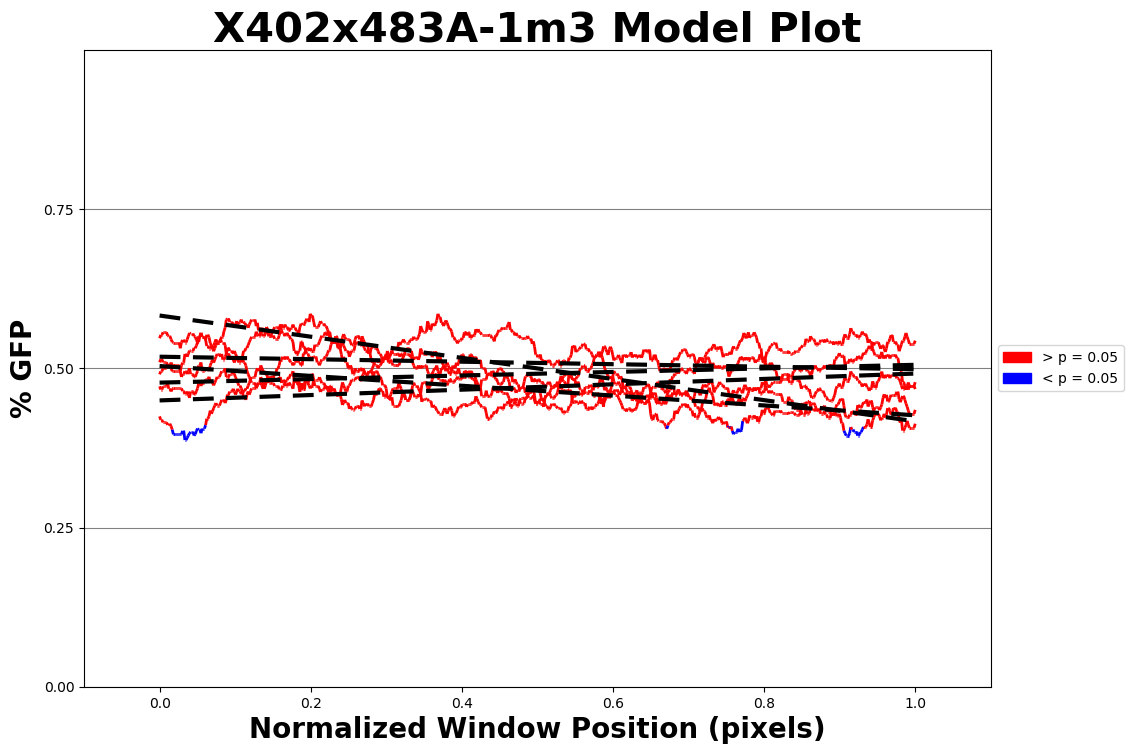 X402x483A-1m3 Model Plot
% GFP
0.75
0.50
0.25
0.00
0.0 0.2 0.4 0.6 0.8 1.0
Normalized Window Position (pixels)
> p = 0.05
< p = 0.05